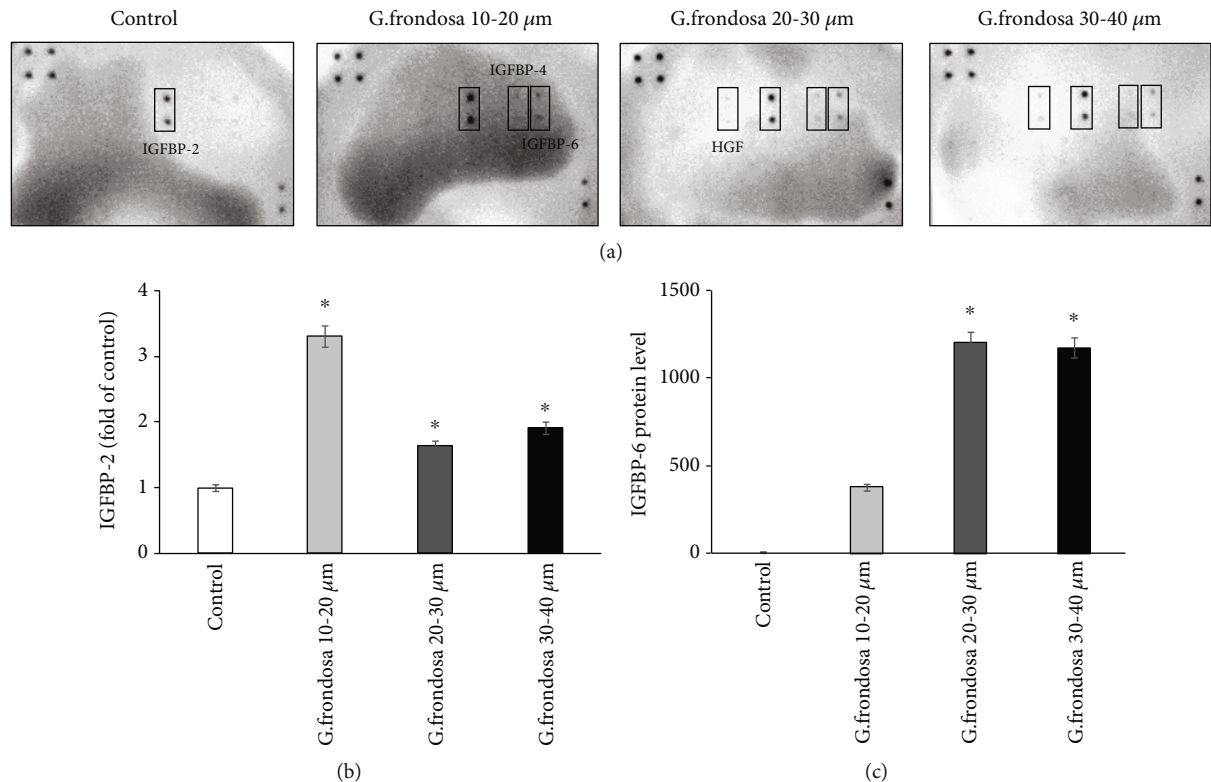 Control
G.frondosa 10-20 μm
G.frondosa 20-30 μm
G.frondosa 30-40 μm
IGFBP-2
IGFBP-4
IGFBP-6
HGF
(a)
IGFBP-2 (fold of control)
4
3
2
1
0
*
*
*
Control
G.frondosa 10-20 μm
G.frondosa 20-30 μm
G.frondosa 30-40 μm
(b)
IGFBP-6 protein level
1500
1000
500
0
*
*
Control
G.frondosa 10-20 μm
G.frondosa 20-30 μm
G.frondosa 30-40 μm
(c)